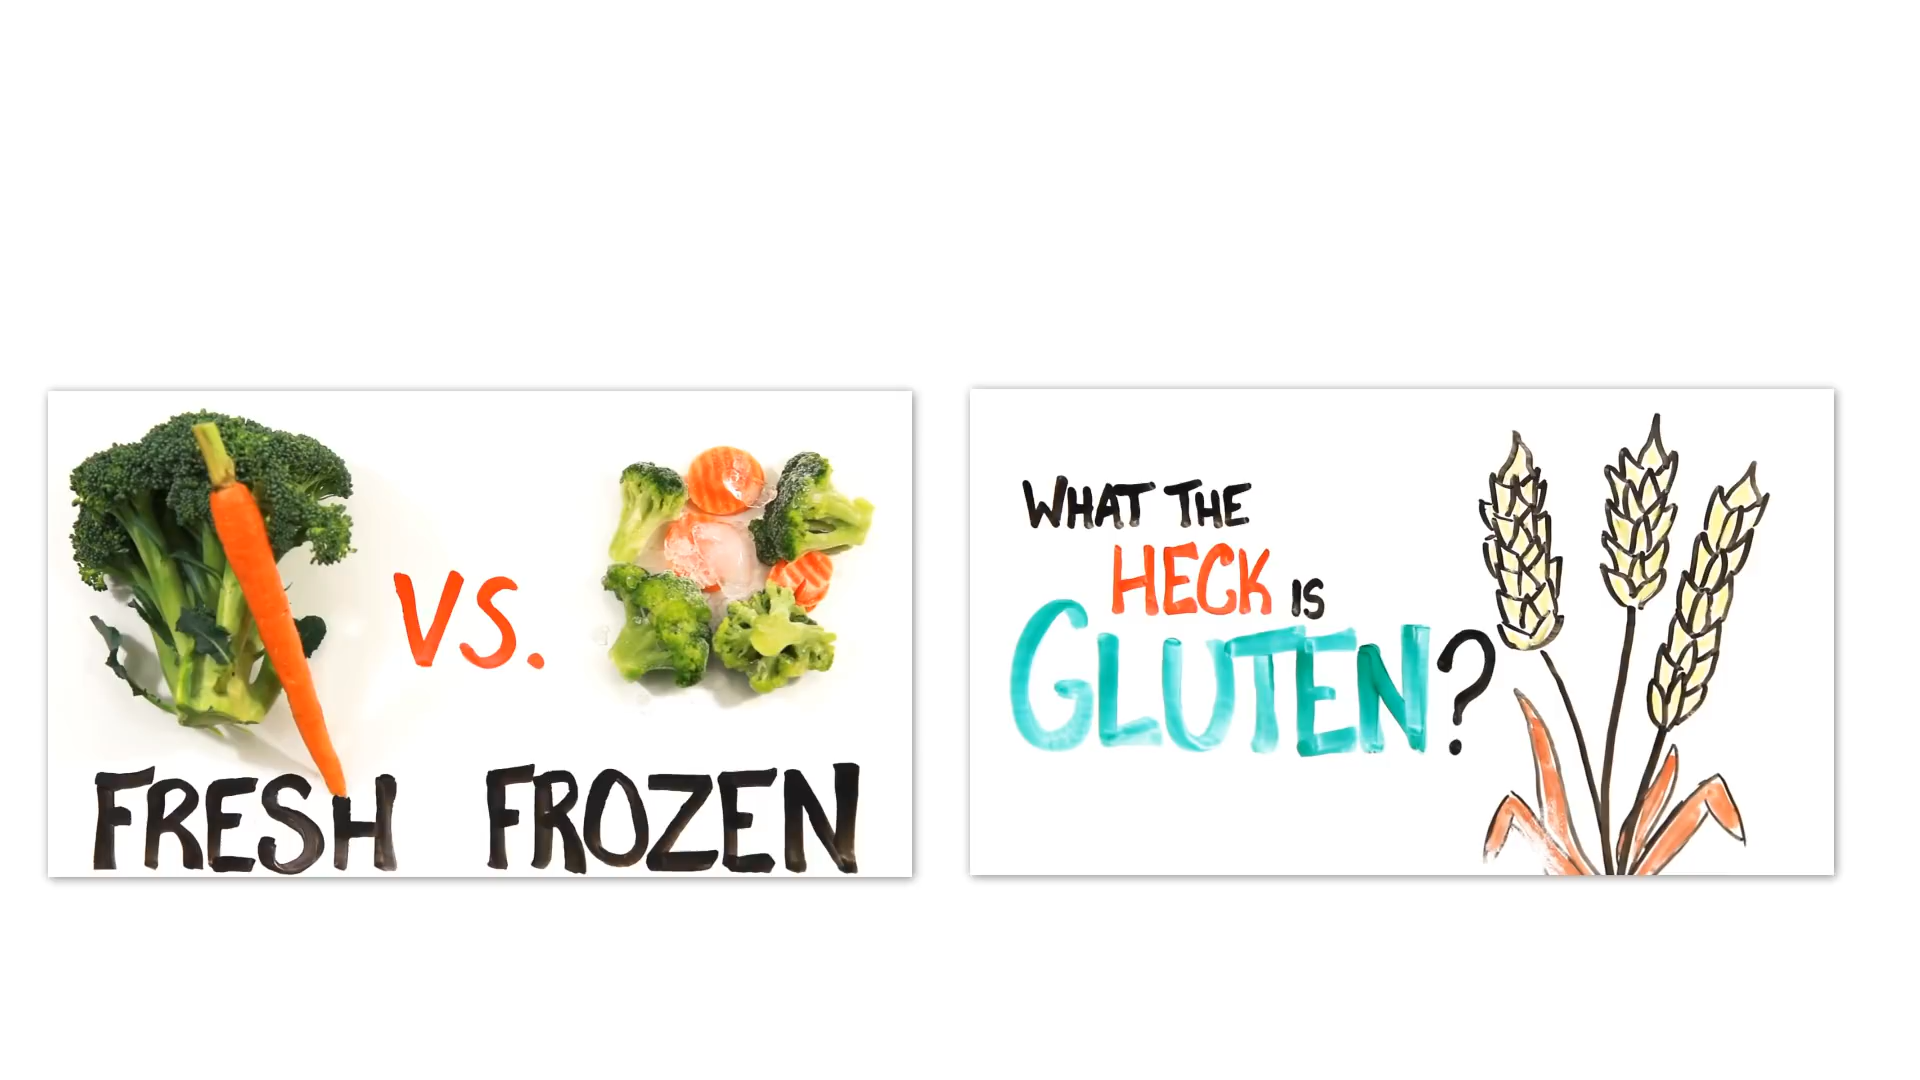 VS.
FRESH FROZEN
WHAT THE
HECK IS
GLUTEN?